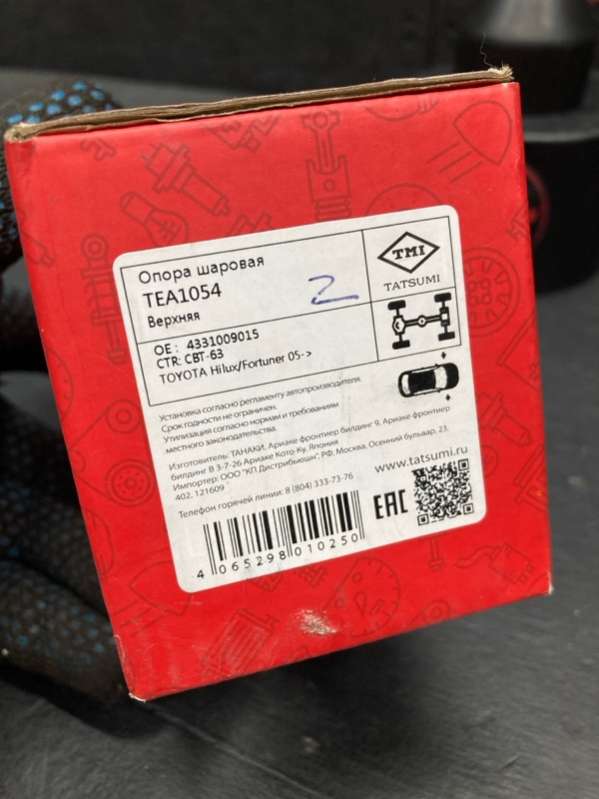 Опора шаровая
TEA1054
Верхняя
2
TMI
TATSUMI
OE : 4331009015
CTR: CBT-63
TOYOTA Hilux/Fortuner 05->
Установка согласно регламенту автопроизводителя.
Срок годности не ограничен.
Утилизация согласно нормам и требованиям
местного законодательства.
Изготовитель: ТАНАКИ, Ариаке фронтиер билдинг 9, Ариаке фронтиер
билдинг В 3-7-26 Ариаке Кото-Ку, Япония
Импортер: ООО "КП Дистрибьюшн", РФ, Москва, Осенний бульвар, 23,
402, 121609
Телефон горячей линии: 8 (804) 333-73-76
www.tatsumi.ru
EAC
4 065298 010250